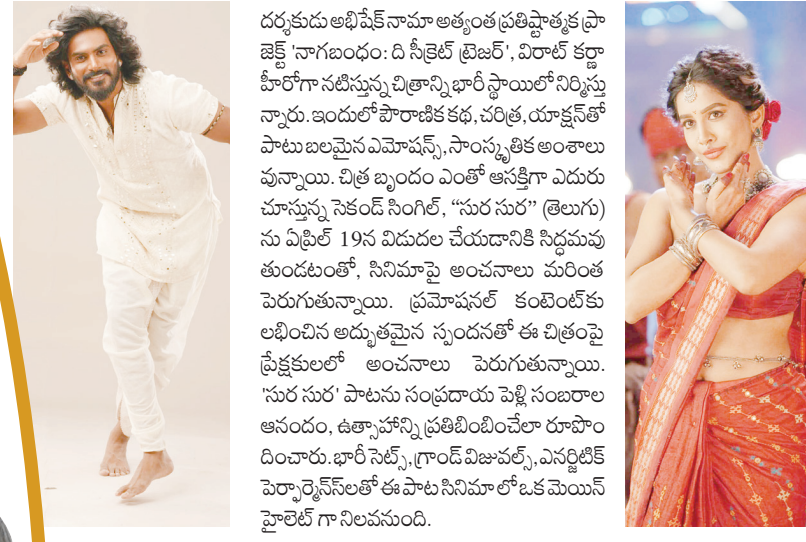 దర్శకుడు అభిషేక్ నామా అత్యంత ప్రతిష్టాత్మక ప్రా
జెక్ట్ 'నాగబంధం: ది సీక్రెట్ ట్రెజర్', విరాట్ కర్ణా
హీరోగా నటిస్తున్న చిత్రాన్ని భారీ స్థాయిలో నిర్మిస్తు
న్నారు. ఇందులో పౌరాణిక కథ, చరిత్ర, యాక్షన్‌తో
పాటు బలమైన ఎమోషన్స్, సాంస్కృతిక అంశాలు
వున్నాయి. చిత్ర బృందం ఎంతో ఆసక్తిగా ఎదురు
చూస్తున్న సెకండ్ సింగిల్, “సుర సుర” (తెలుగు)
ను ఏప్రిల్ 19న విడుదల చేయడానికి సిద్ధమవు
తుండటంతో, సినిమాపై అంచనాలు మరింత
పెరుగుతున్నాయి. ప్రమోషనల్ కంటెంట్‌కు
లభించిన అద్భుతమైన స్పందనతో ఈ చిత్రంపై
ప్రేక్షకులలో అంచనాలు పెరుగుతున్నాయి.
'సుర సుర' పాటను సంప్రదాయ పెళ్లి సంబరాల
ఆనందం, ఉత్సాహాన్ని ప్రతిబింబించేలా రూపొం
దించారు. భారీ సెట్స్, గ్రాండ్ విజువల్స్, ఎనర్జిటిక్
పెర్ఫార్మెన్స్‌లతో ఈ పాట సినిమా లో ఒక మెయిన్
హైలెట్ గా నిలవనుంది.